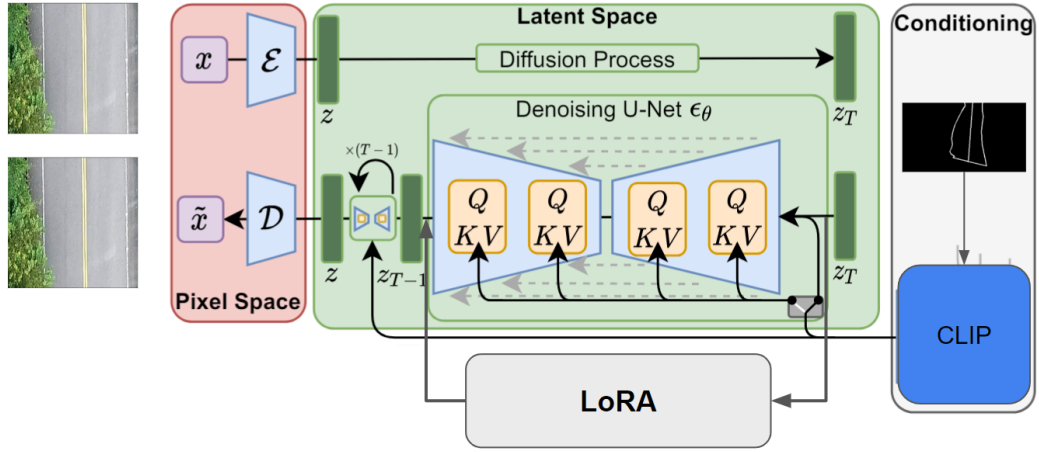 Latent Space
Conditioning
x
ℰ
Diffusion Process
z
z_T
Denoising U-Net ϵ_θ
×(T−1)
Q
KV
Q
KV
Q
KV
Q
KV
x̃
𝒟
z
z_{T−1}
z_T
Pixel Space
CLIP
LoRA